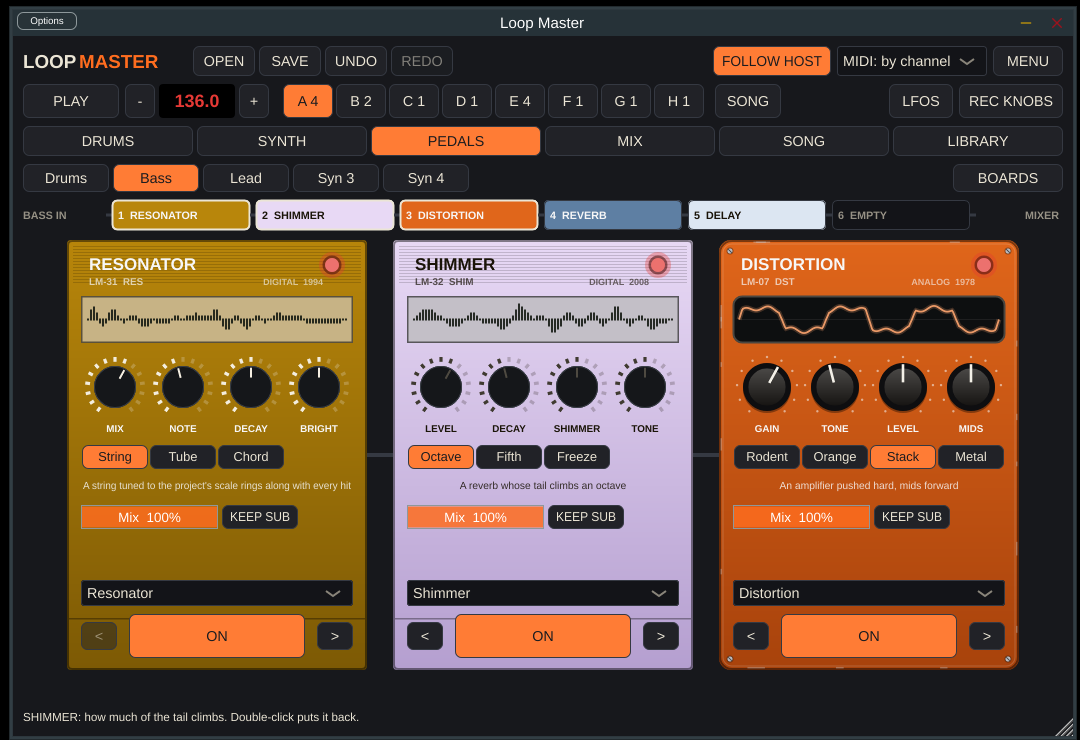 Options
Loop Master
LOOPMASTER OPEN SAVE UNDO REDO FOLLOW HOST MIDI: by channel MENU
PLAY - 136.0 + A 4 B 2 C 1 D 1 E 4 F 1 G 1 H 1 SONG LFOS REC KNOBS
DRUMS SYNTH PEDALS MIX SONG LIBRARY
Drums Bass Lead Syn 3 Syn 4 BOARDS
BASS IN 1 RESONATOR 2 SHIMMER 3 DISTORTION 4 REVERB 5 DELAY 6 EMPTY MIXER
RESONATOR
LM-31 RES DIGITAL 1994
MIX NOTE DECAY BRIGHT
String Tube Chord
A string tuned to the project's scale rings along with every hit
Mix 100% KEEP SUB
Resonator
< ON >
SHIMMER
LM-32 SHIM DIGITAL 2008
LEVEL DECAY SHIMMER TONE
Octave Fifth Freeze
A reverb whose tail climbs an octave
Mix 100% KEEP SUB
Shimmer
< ON >
DISTORTION
LM-07 DST ANALOG 1978
GAIN TONE LEVEL MIDS
Rodent Orange Stack Metal
An amplifier pushed hard, mids forward
Mix 100% KEEP SUB
Distortion
< ON >
SHIMMER: how much of the tail climbs. Double-click puts it back.